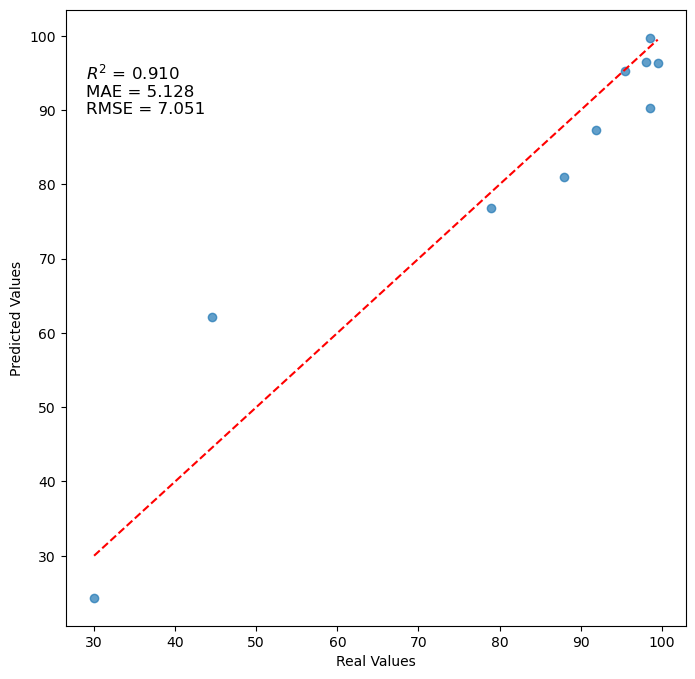 R² = 0.910
MAE = 5.128
RMSE = 7.051
100
90
80
70
60
50
40
30
Predicted Values
30 40 50 60 70 80 90 100
Real Values